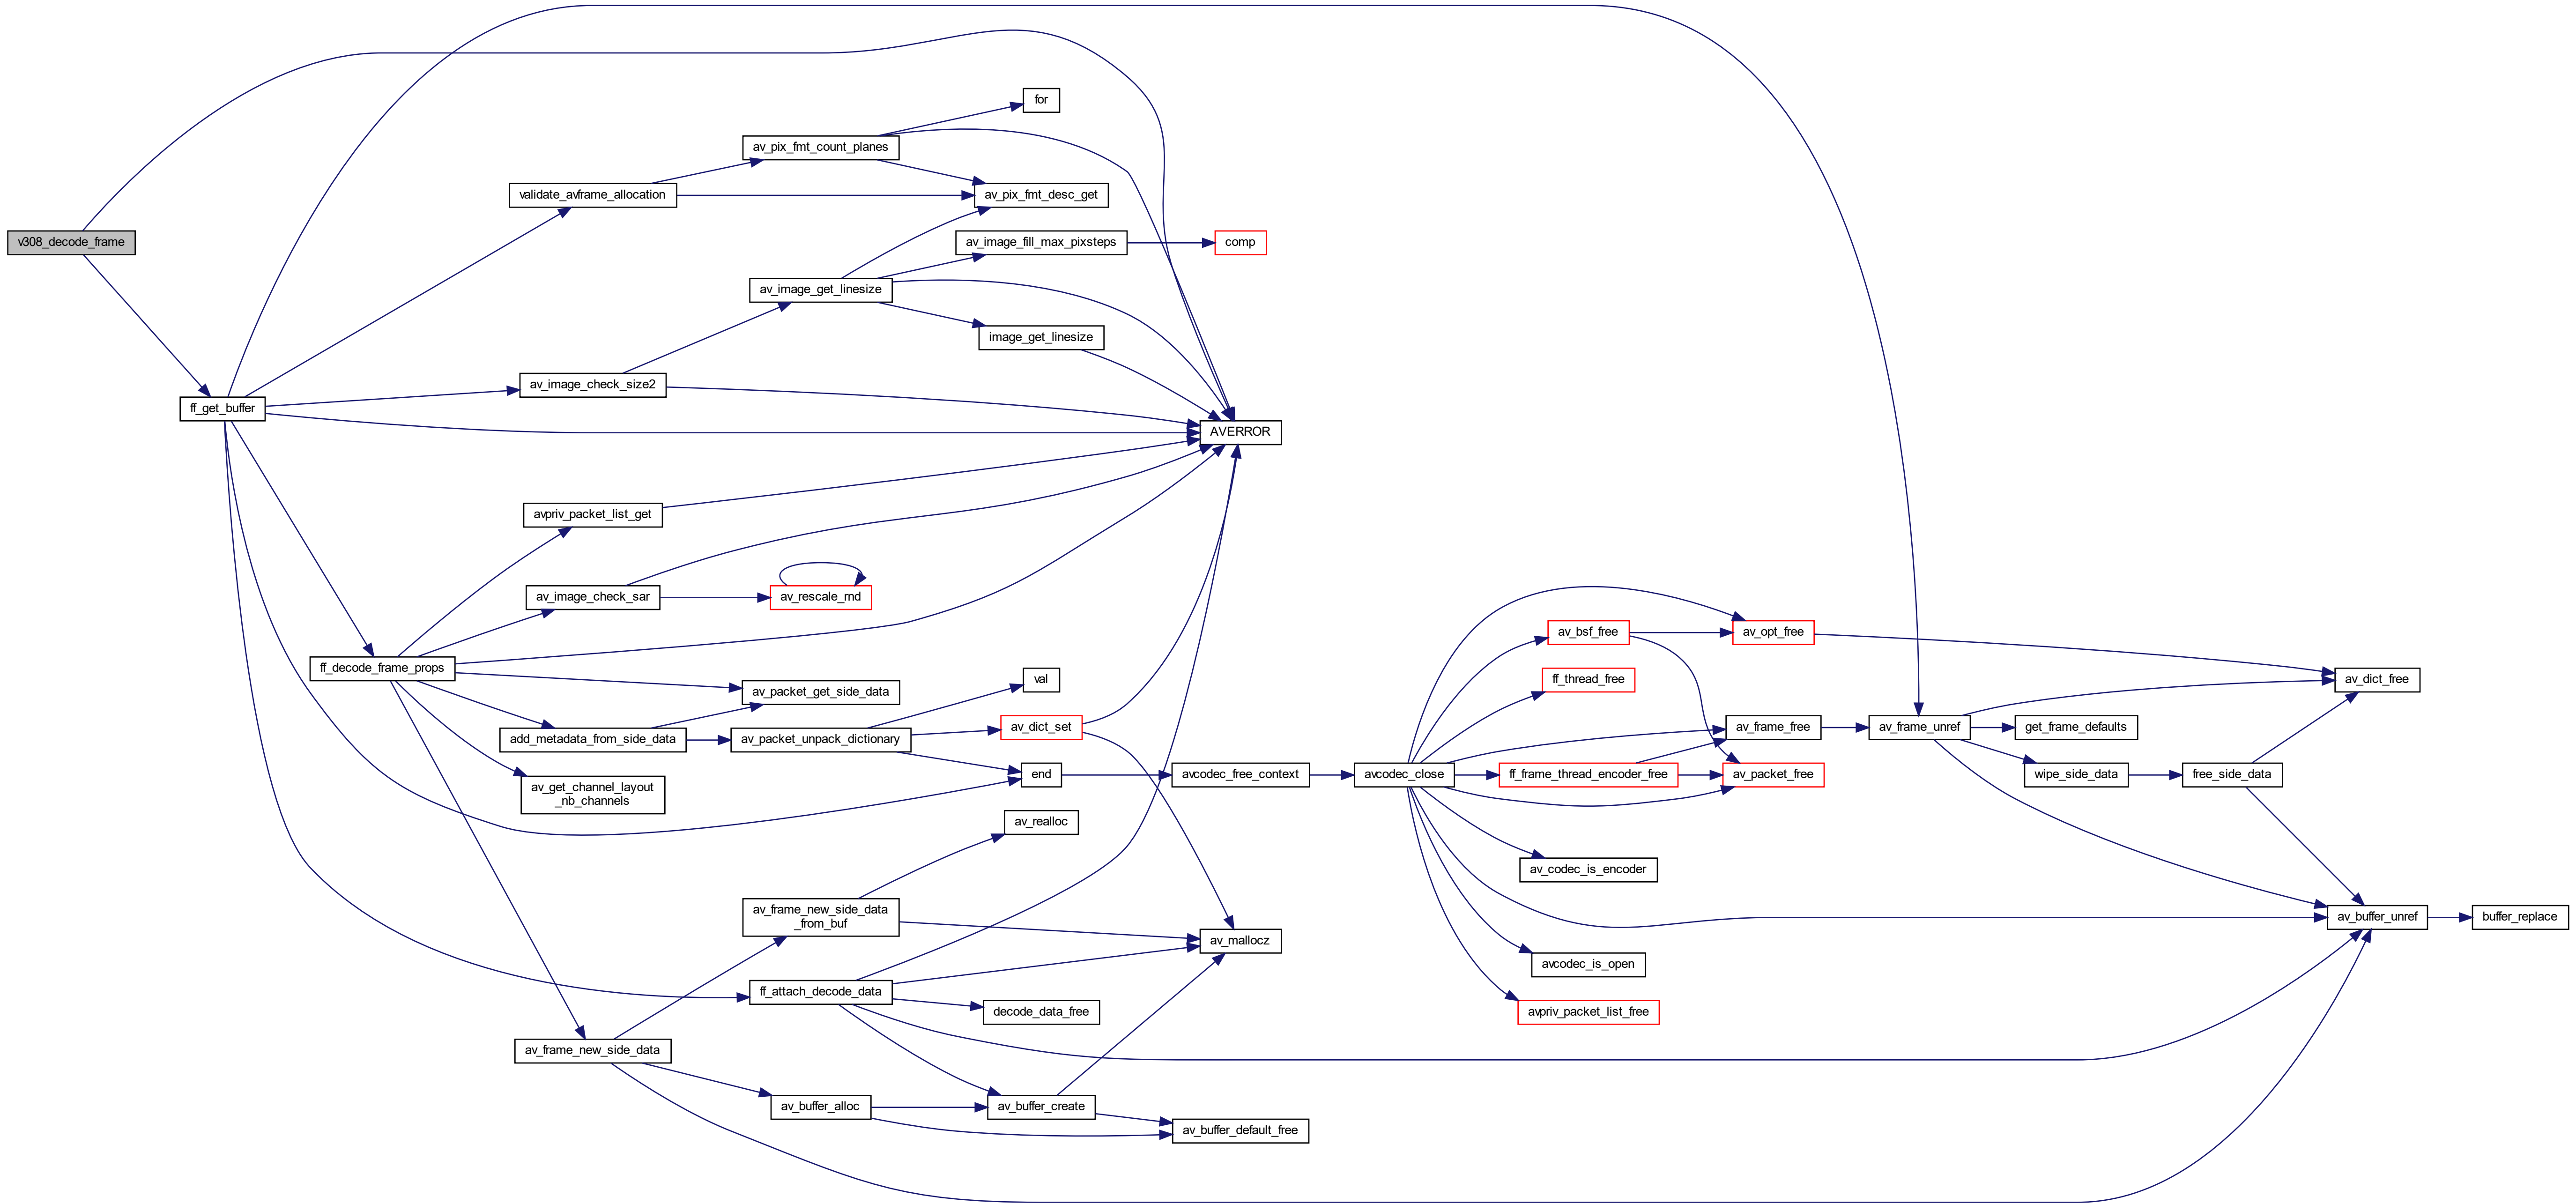 v308_decode_frame
ff_get_buffer
validate_avframe_allocation
av_image_check_size2
ff_decode_frame_props
avpriv_packet_list_get
av_image_check_sar
add_metadata_from_side_data
av_get_channel_layout
_nb_channels
av_frame_new_side_data
av_pix_fmt_count_planes
av_image_get_linesize
av_rescale_rnd
av_packet_get_side_data
av_packet_unpack_dictionary
av_frame_new_side_data
_from_buf
ff_attach_decode_data
av_buffer_alloc
for
av_pix_fmt_desc_get
av_image_fill_max_pixsteps
image_get_linesize
val
av_dict_set
end
av_realloc
decode_data_free
av_buffer_create
comp
AVERROR
avcodec_free_context
av_mallocz
av_buffer_default_free
avcodec_close
av_bsf_free
ff_thread_free
ff_frame_thread_encoder_free
av_codec_is_encoder
avcodec_is_open
avpriv_packet_list_free
av_opt_free
av_frame_free
av_packet_free
av_frame_unref
get_frame_defaults
wipe_side_data
free_side_data
av_dict_free
av_buffer_unref
buffer_replace